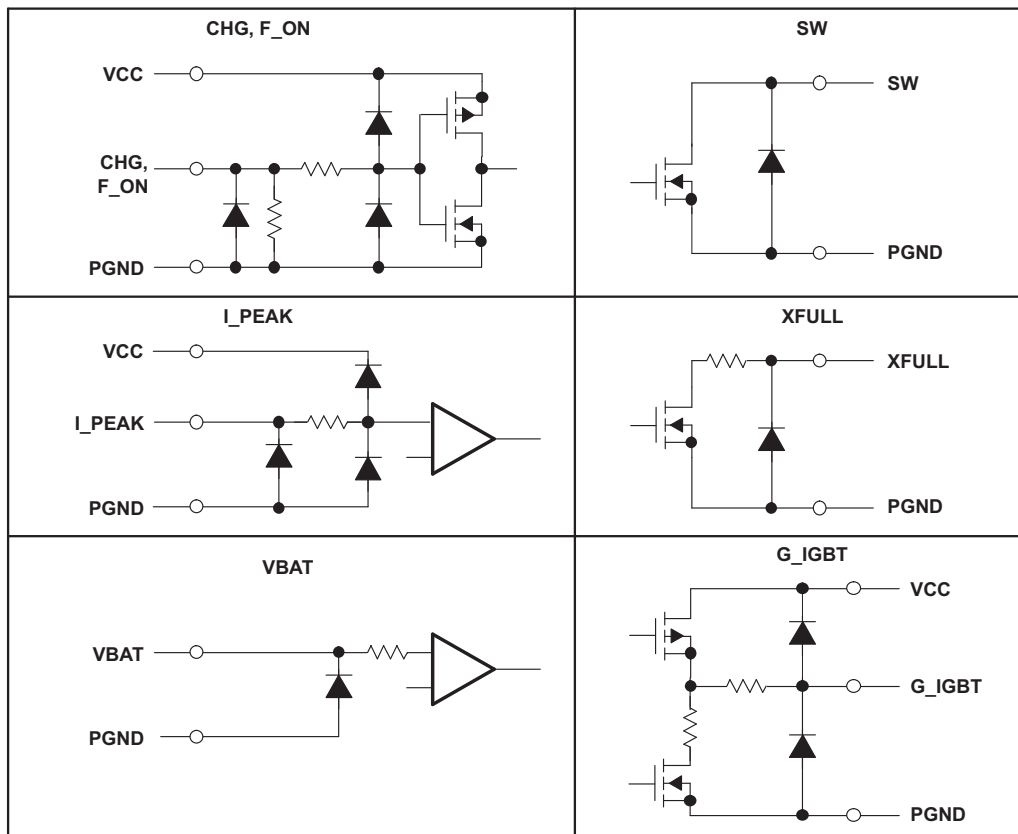 CHG, F_ON
VCC
CHG,
F_ON
PGND
SW
SW
PGND
I_PEAK
VCC
I_PEAK
PGND
XFULL
XFULL
PGND
VBAT
VBAT
PGND
G_IGBT
VCC
G_IGBT
PGND